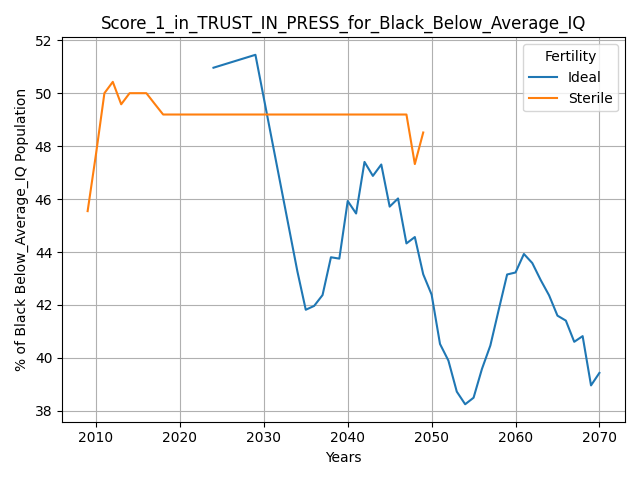 Score_1_in_TRUST_IN_PRESS_for_Black_Below_Average_IQ
% of Black Below_Average_IQ Population
52
50
48
46
44
42
40
38
Fertility
Ideal
Sterile
2010 2020 2030 2040 2050 2060 2070
Years